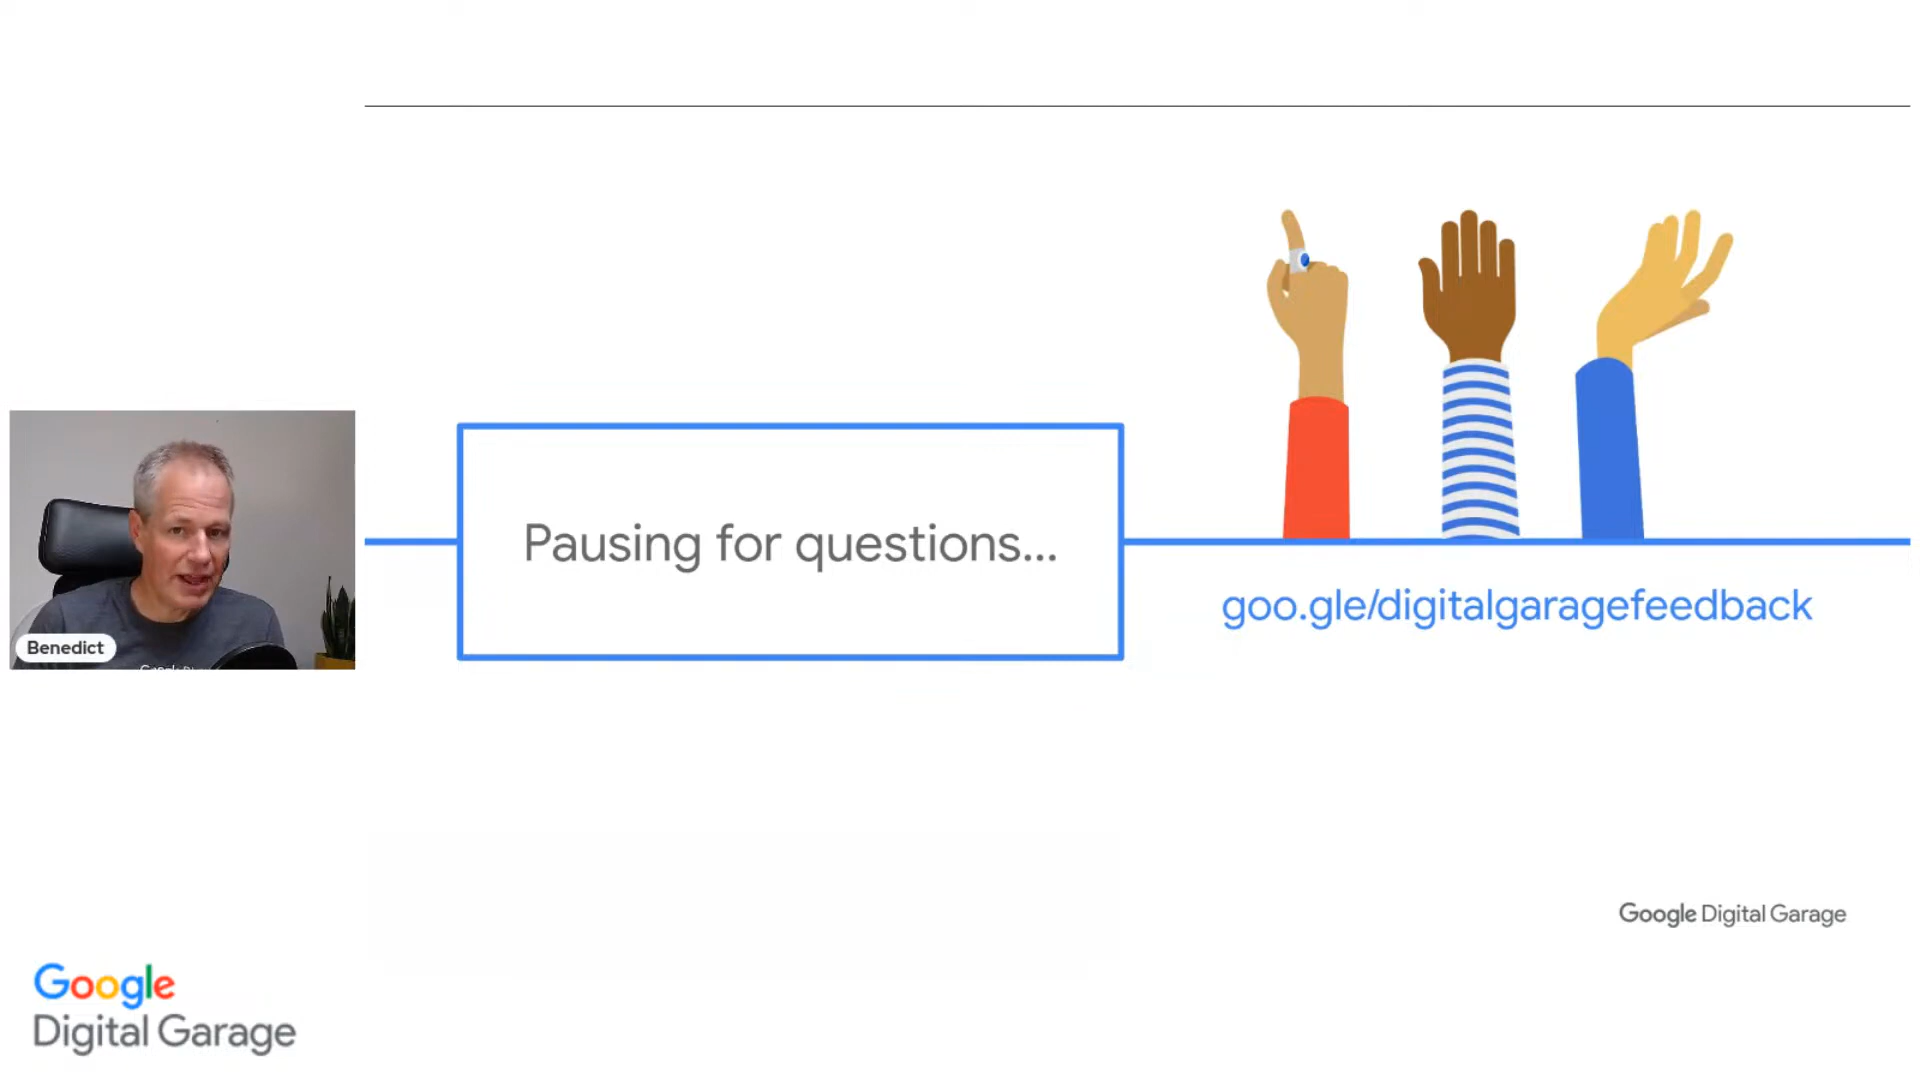 Pausing for questions...
goo.gle/digitalgaragefeedback
Benedict
Google Digital Garage
Google
Digital Garage